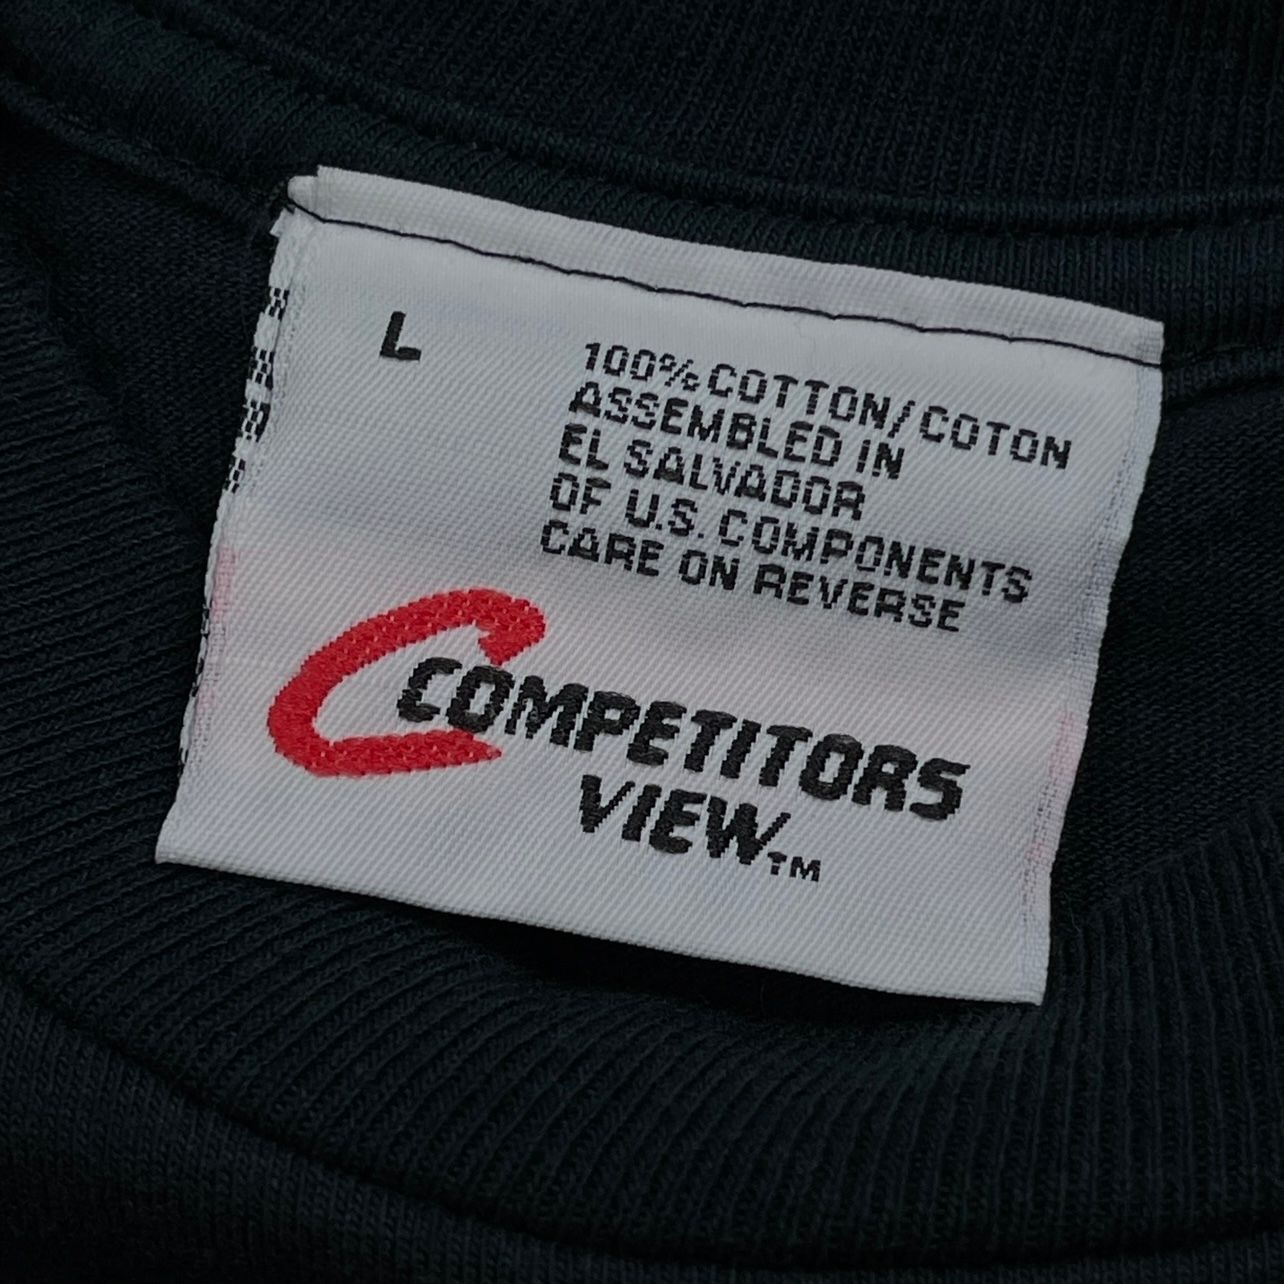 L
100% COTTON/COTON
ASSEMBLED IN
EL SALVADOR
OF U.S. COMPONENTS
CARE ON REVERSE
C
COMPETITORS
VIEW™